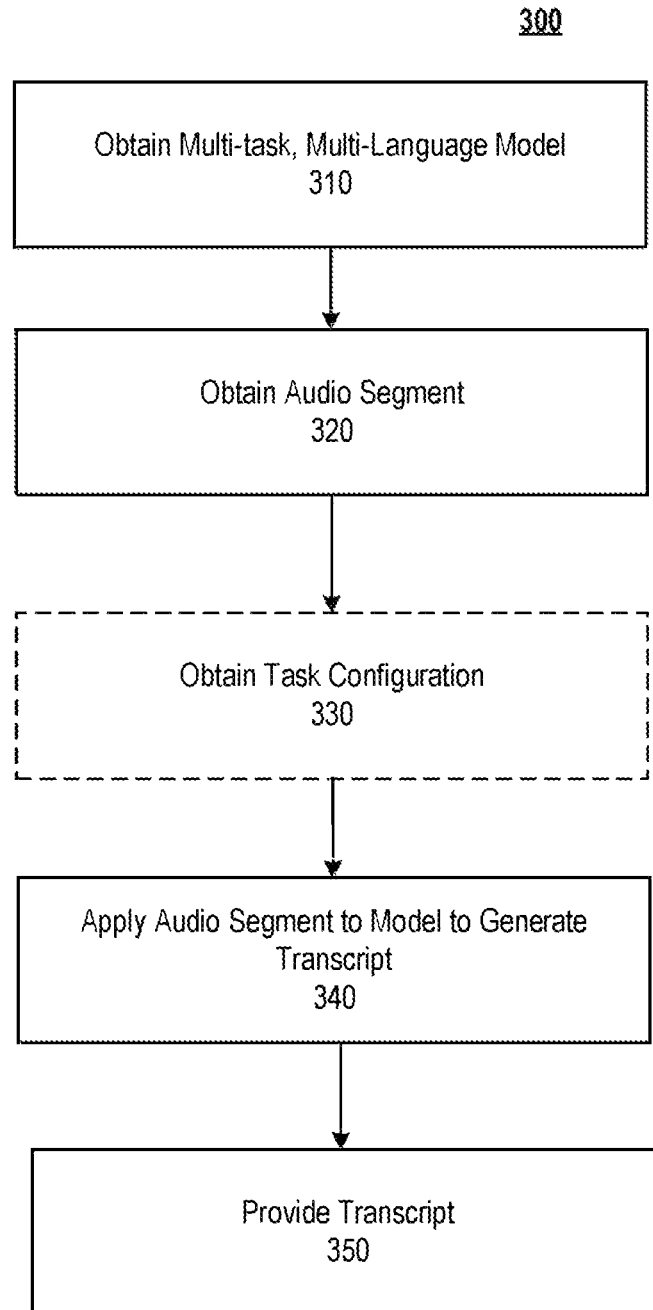 300
Obtain Multi-task, Multi-Language Model
310
Obtain Audio Segment
320
Obtain Task Configuration
330
Apply Audio Segment to Model to Generate
Transcript
340
Provide Transcript
350